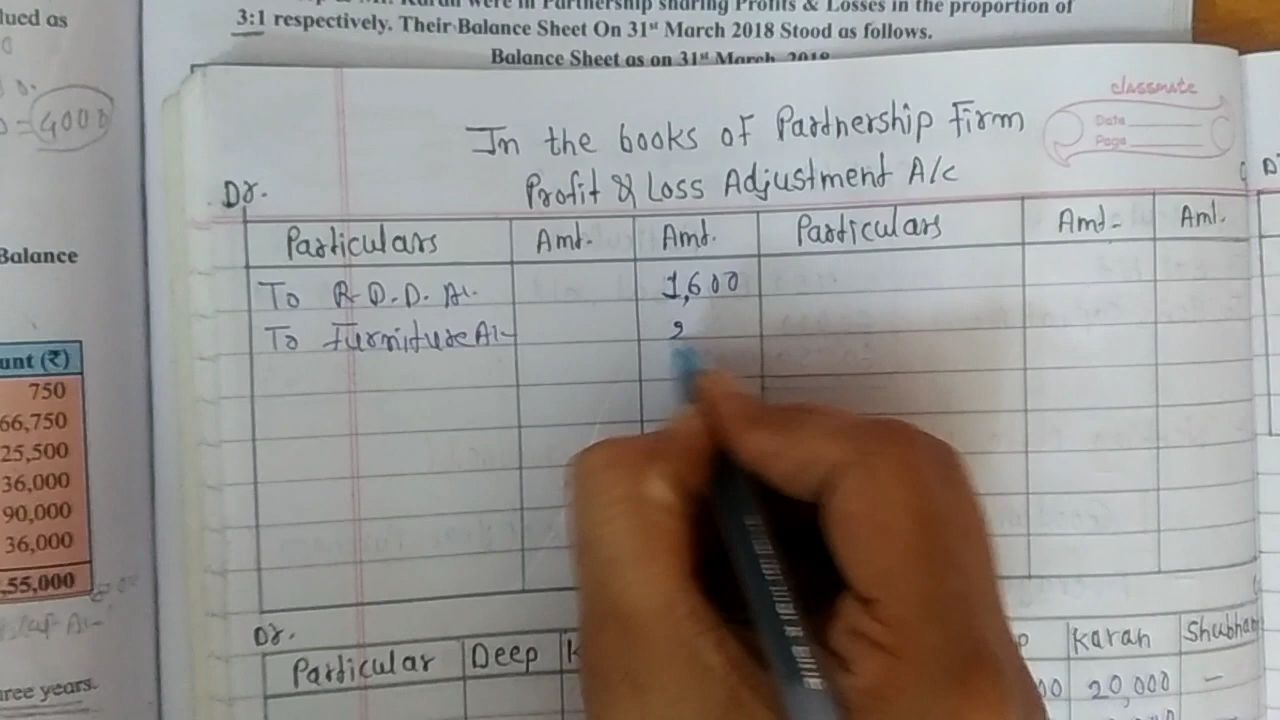 lued as
3:1 respectively. Their Balance Sheet On 31st March 2018 Stood as follows.
Balance Sheet as on 31st March 2018
4000
classmate
Date
Page
In the books of Partnership Firm
Profit & Loss Adjustment A/c
Dr.
Particulars Amt. Amt. Particulars Amt. Amt.
To R.D.D. A/c. 1,600
To Furniture A/c
Balance
unt (₹)
750
66,750
25,500
36,000
90,000
36,000
,55,000
ree years.
Dr.
Particular Deep K Karan Shubha
00 20,000 —